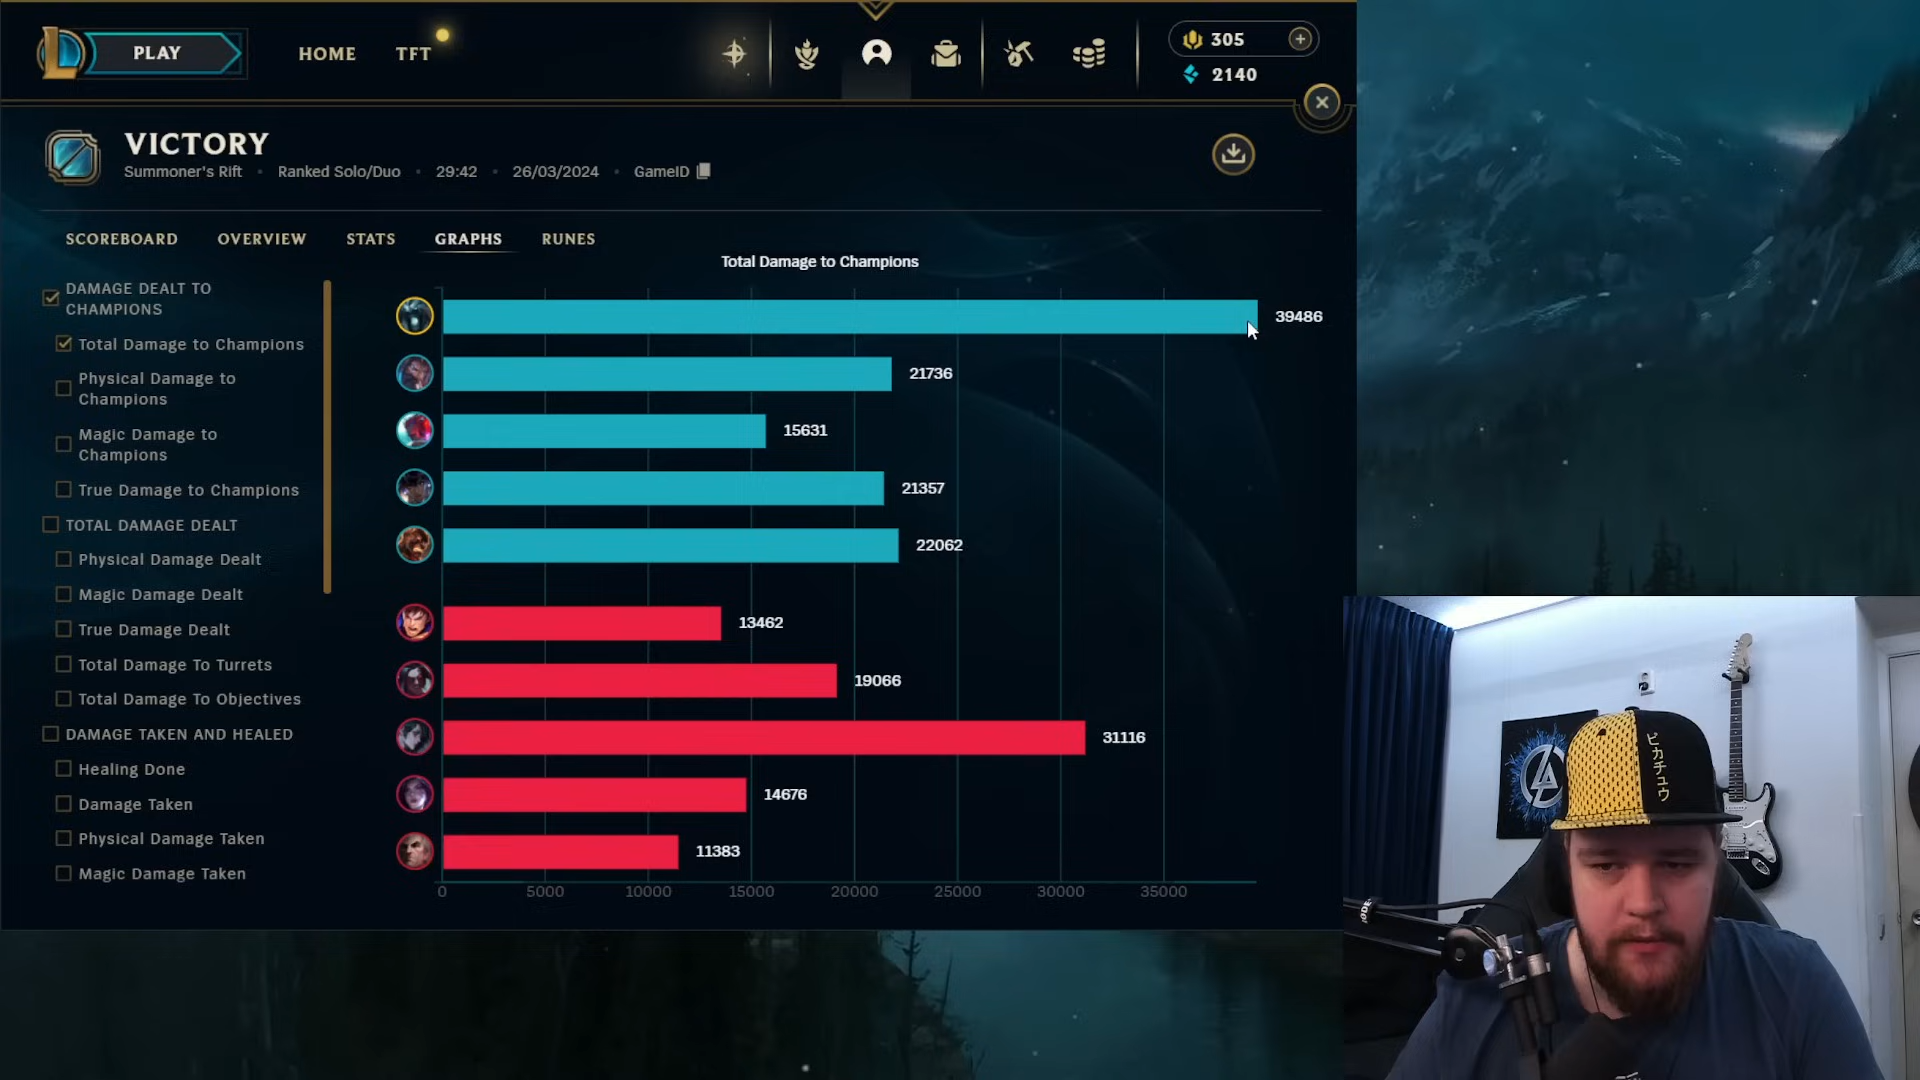 PLAY
HOME
TFT
305
2140
VICTORY
Summoner's Rift • Ranked Solo/Duo • 29:42 • 26/03/2024 • GameID
SCOREBOARD
OVERVIEW
STATS
GRAPHS
RUNES
Total Damage to Champions
DAMAGE DEALT TO
CHAMPIONS
Total Damage to Champions
Physical Damage to
Champions
Magic Damage to
Champions
True Damage to Champions
TOTAL DAMAGE DEALT
Physical Damage Dealt
Magic Damage Dealt
True Damage Dealt
Total Damage To Turrets
Total Damage To Objectives
DAMAGE TAKEN AND HEALED
Healing Done
Damage Taken
Physical Damage Taken
Magic Damage Taken
39486
21736
15631
21357
22062
13462
19066
31116
14676
11383
0 5000 10000 15000 20000 25000 30000 35000
ピカチュウ